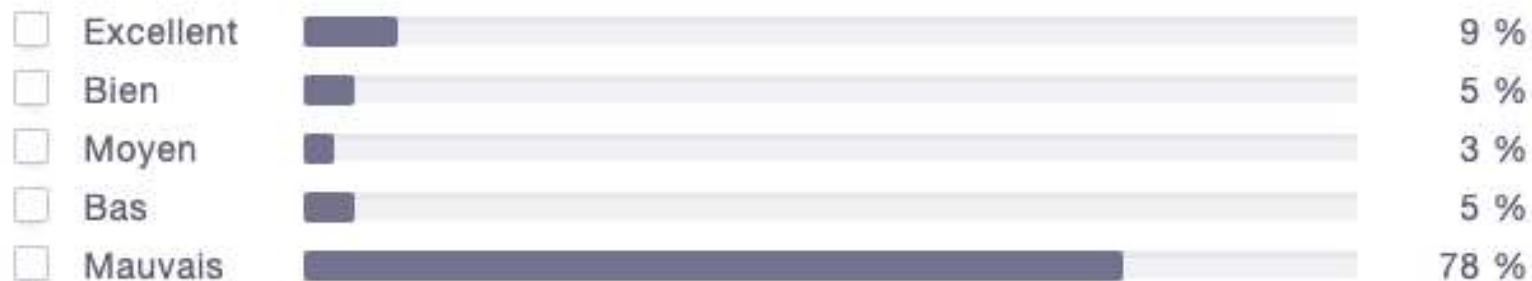 Excellent 9 %
Bien 5 %
Moyen 3 %
Bas 5 %
Mauvais 78 %